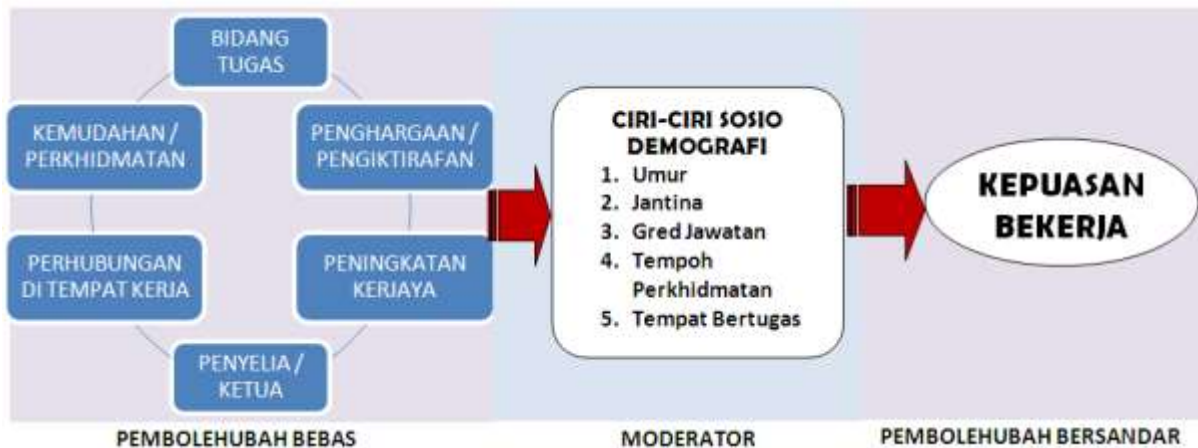 BIDANG
TUGAS
PENGHARGAAN /
PENGIKTIRAFAN
PENINGKATAN
KERJAYA
PENYELIA /
KETUA
PERHUBUNGAN
DI TEMPAT KERJA
KEMUDAHAN /
PERKHIDMATAN
CIRI-CIRI SOSIO
DEMOGRAFI
1. Umur
2. Jantina
3. Gred Jawatan
4. Tempoh
Perkhidmatan
5. Tempat Bertugas
KEPUASAN
BEKERJA
PEMBOLEHUBAH BEBAS
MODERATOR
PEMBOLEHUBAH BERSANDAR